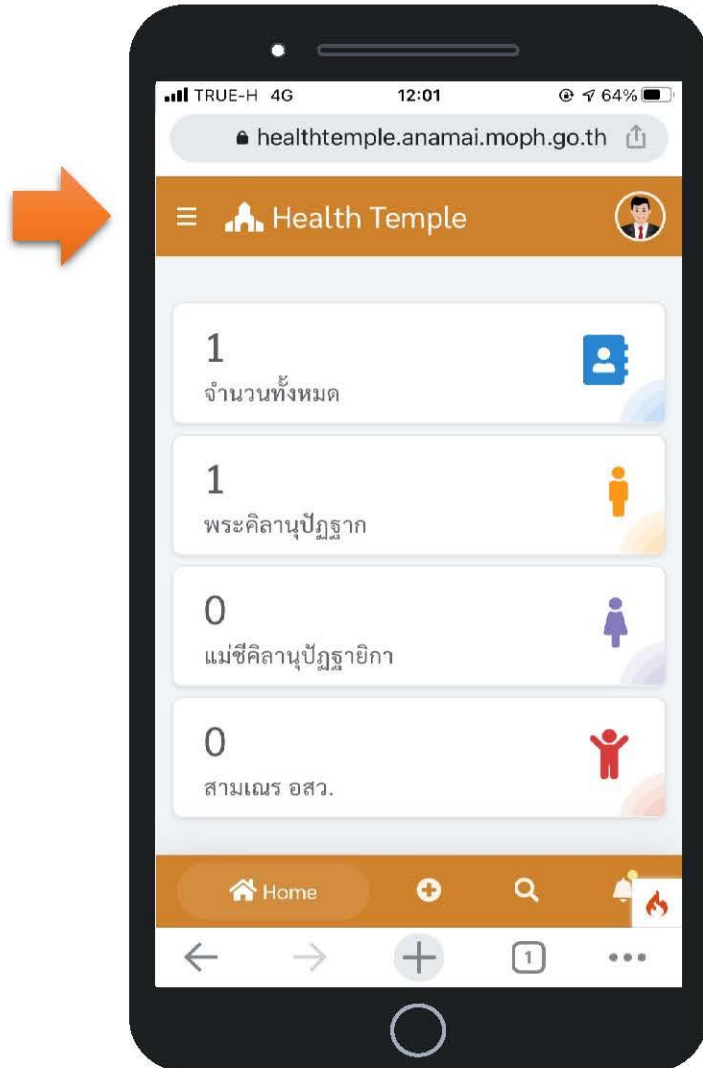 TRUE-H 4G 12:01 64%
healthtemple.anamai.moph.go.th
Health Temple
1
จำนวนทั้งหมด
1
พระคิลานุปัฏฐาก
0
แม่ชีคิลานุปัฏฐายิกา
0
สามเณร อสว.
Home
1